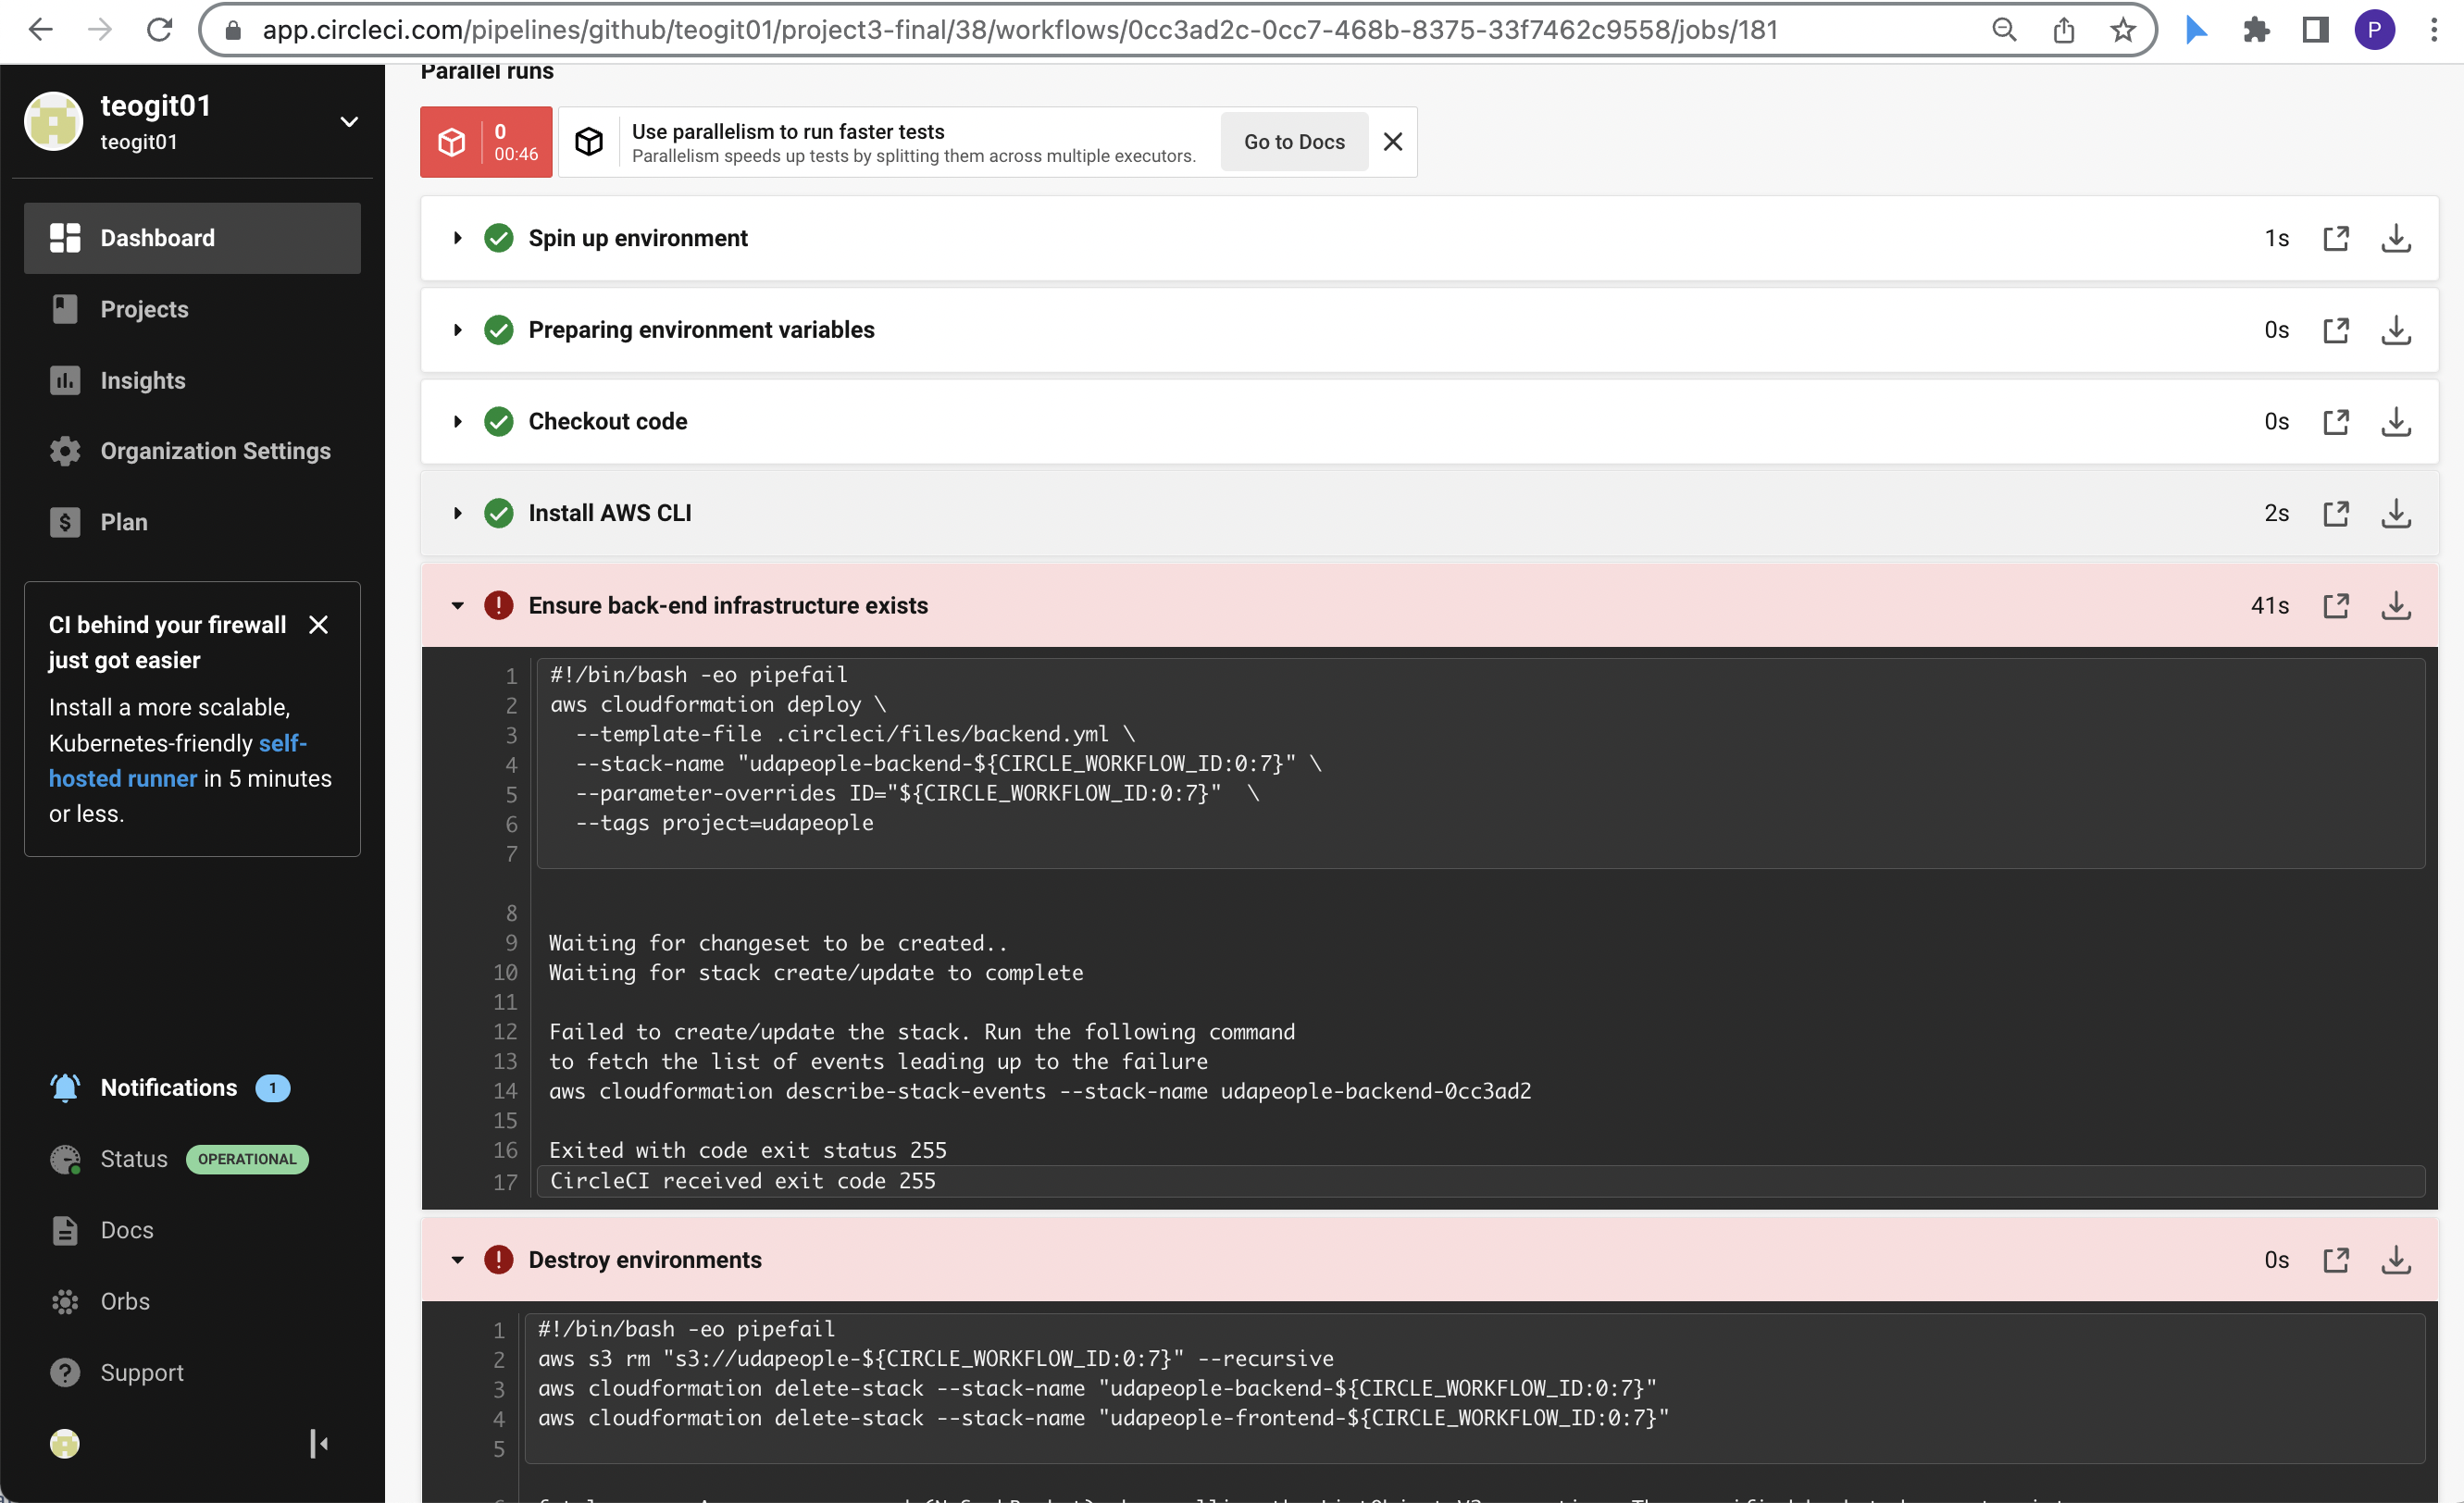 app.circleci.com/pipelines/github/teogit01/project3-final/38/workflows/0cc3ad2c-0cc7-468b-8375-33f7462c9558/jobs/181
P
teogit01
teogit01
Dashboard
Projects
Insights
Organization Settings
Plan
CI behind your firewall
just got easier
Install a more scalable,
Kubernetes-friendly self-
hosted runner in 5 minutes
or less.
Notifications 1
Status OPERATIONAL
Docs
Orbs
Support
Parallel runs
0
00:46
Use parallelism to run faster tests
Parallelism speeds up tests by splitting them across multiple executors.
Go to Docs
Spin up environment 1s
Preparing environment variables 0s
Checkout code 0s
Install AWS CLI 2s
Ensure back-end infrastructure exists 41s
1 #!/bin/bash -eo pipefail
2 aws cloudformation deploy \
3   --template-file .circleci/files/backend.yml \
4   --stack-name "udapeople-backend-${CIRCLE_WORKFLOW_ID:0:7}" \
5   --parameter-overrides ID="${CIRCLE_WORKFLOW_ID:0:7}"  \
6   --tags project=udapeople
7
8
9 Waiting for changeset to be created..
10 Waiting for stack create/update to complete
11
12 Failed to create/update the stack. Run the following command
13 to fetch the list of events leading up to the failure
14 aws cloudformation describe-stack-events --stack-name udapeople-backend-0cc3ad2
15
16 Exited with code exit status 255
17 CircleCI received exit code 255
Destroy environments 0s
1 #!/bin/bash -eo pipefail
2 aws s3 rm "s3://udapeople-${CIRCLE_WORKFLOW_ID:0:7}" --recursive
3 aws cloudformation delete-stack --stack-name "udapeople-backend-${CIRCLE_WORKFLOW_ID:0:7}"
4 aws cloudformation delete-stack --stack-name "udapeople-frontend-${CIRCLE_WORKFLOW_ID:0:7}"
5